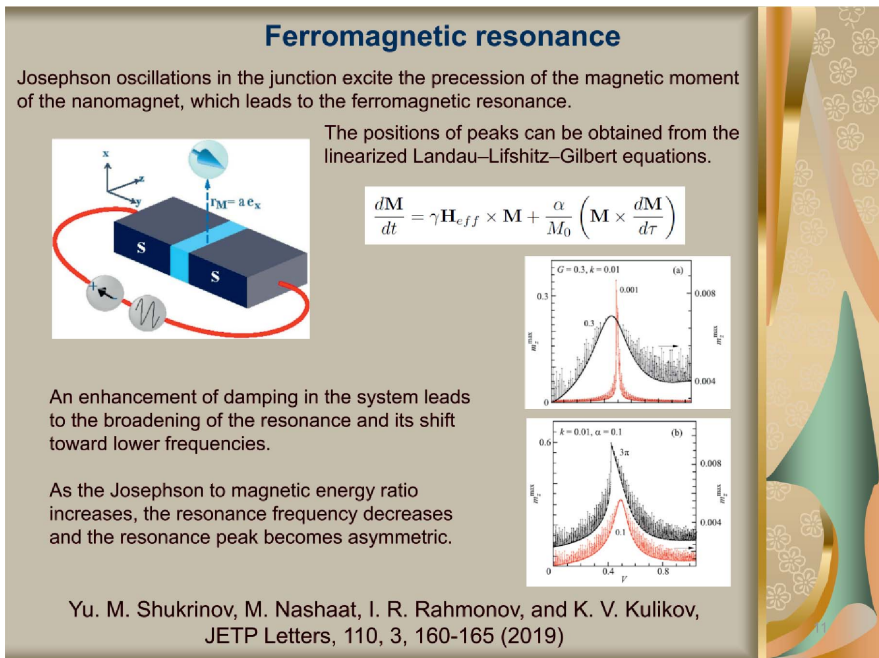 Ferromagnetic resonance
Josephson oscillations in the junction excite the precession of the magnetic moment
of the nanomagnet, which leads to the ferromagnetic resonance.
The positions of peaks can be obtained from the
linearized Landau–Lifshitz–Gilbert equations.
x
z
y
r_M = a e_x
S
S
+
dM/dt = γH_eff × M + α/M_0 (M × dM/dτ)
G = 0.3, k = 0.01
(a)
0.001
0.008
0.3
0.3
m_z^max
m_z^max
0.004
0
An enhancement of damping in the system leads
to the broadening of the resonance and its shift
toward lower frequencies.
k = 0.01, α = 0.1
(b)
0.6
3π
0.008
m_z^max
m_z^max
0.004
0.1
0
0.4
0.8
V
As the Josephson to magnetic energy ratio
increases, the resonance frequency decreases
and the resonance peak becomes asymmetric.
Yu. M. Shukrinov, M. Nashaat, I. R. Rahmonov, and K. V. Kulikov,
JETP Letters, 110, 3, 160-165 (2019)
11